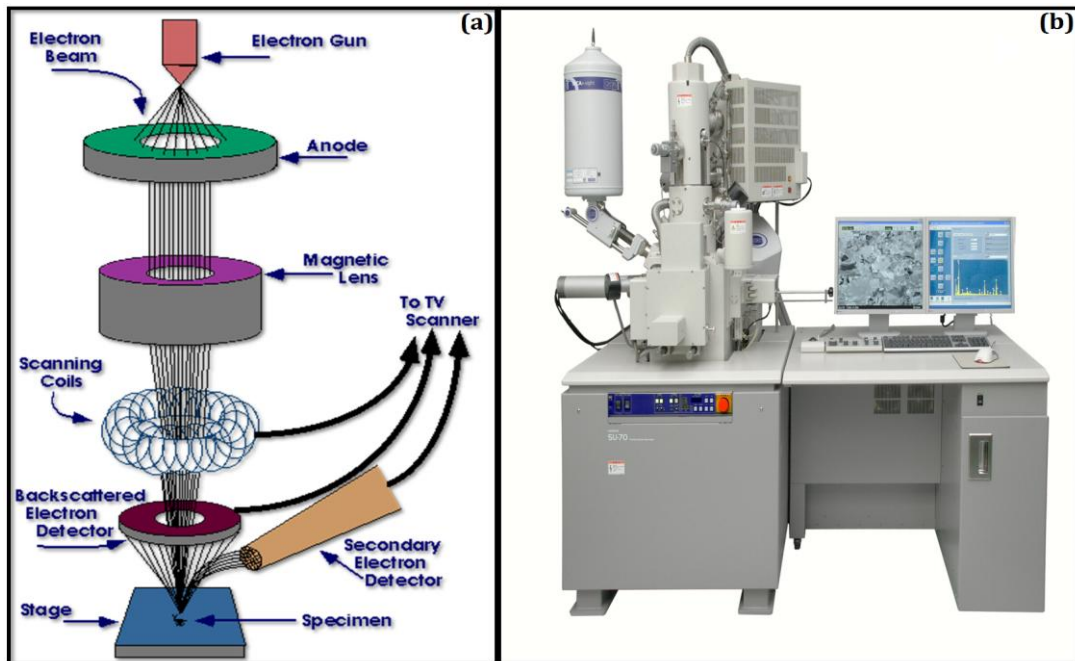 (a)
Electron
Beam
Electron Gun
Anode
Magnetic
Lens
To TV
Scanner
Scanning
Coils
Backscattered
Electron
Detector
Secondary
Electron
Detector
Stage
Specimen
(b)
SU-70